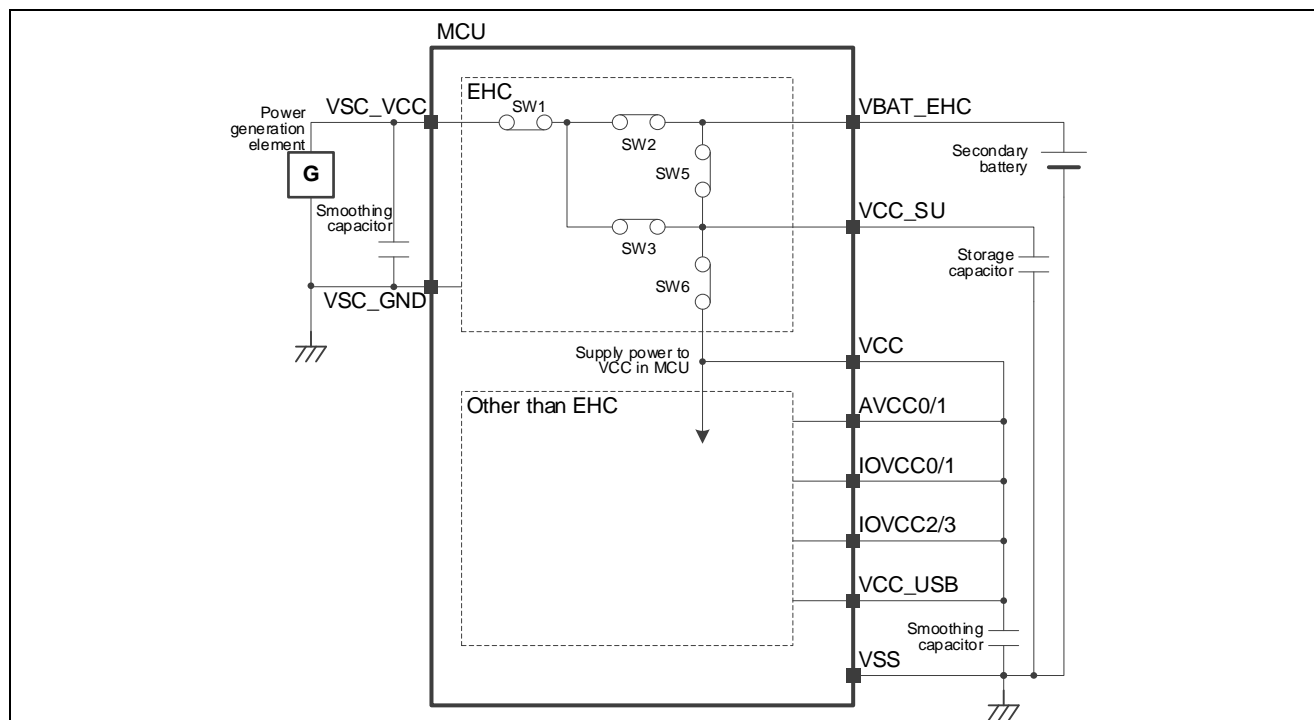 MCU
EHC
VSC_VCC
SW1
VBAT_EHC
Power
generation
element
SW2
Secondary
battery
G
SW5
Smoothing
capacitor
VCC_SU
SW3
Storage
capacitor
SW6
VSC_GND
Supply power to
VCC in MCU
VCC
Other than EHC
AVCC0/1
IOVCC0/1
IOVCC2/3
VCC_USB
Smoothing
capacitor
VSS